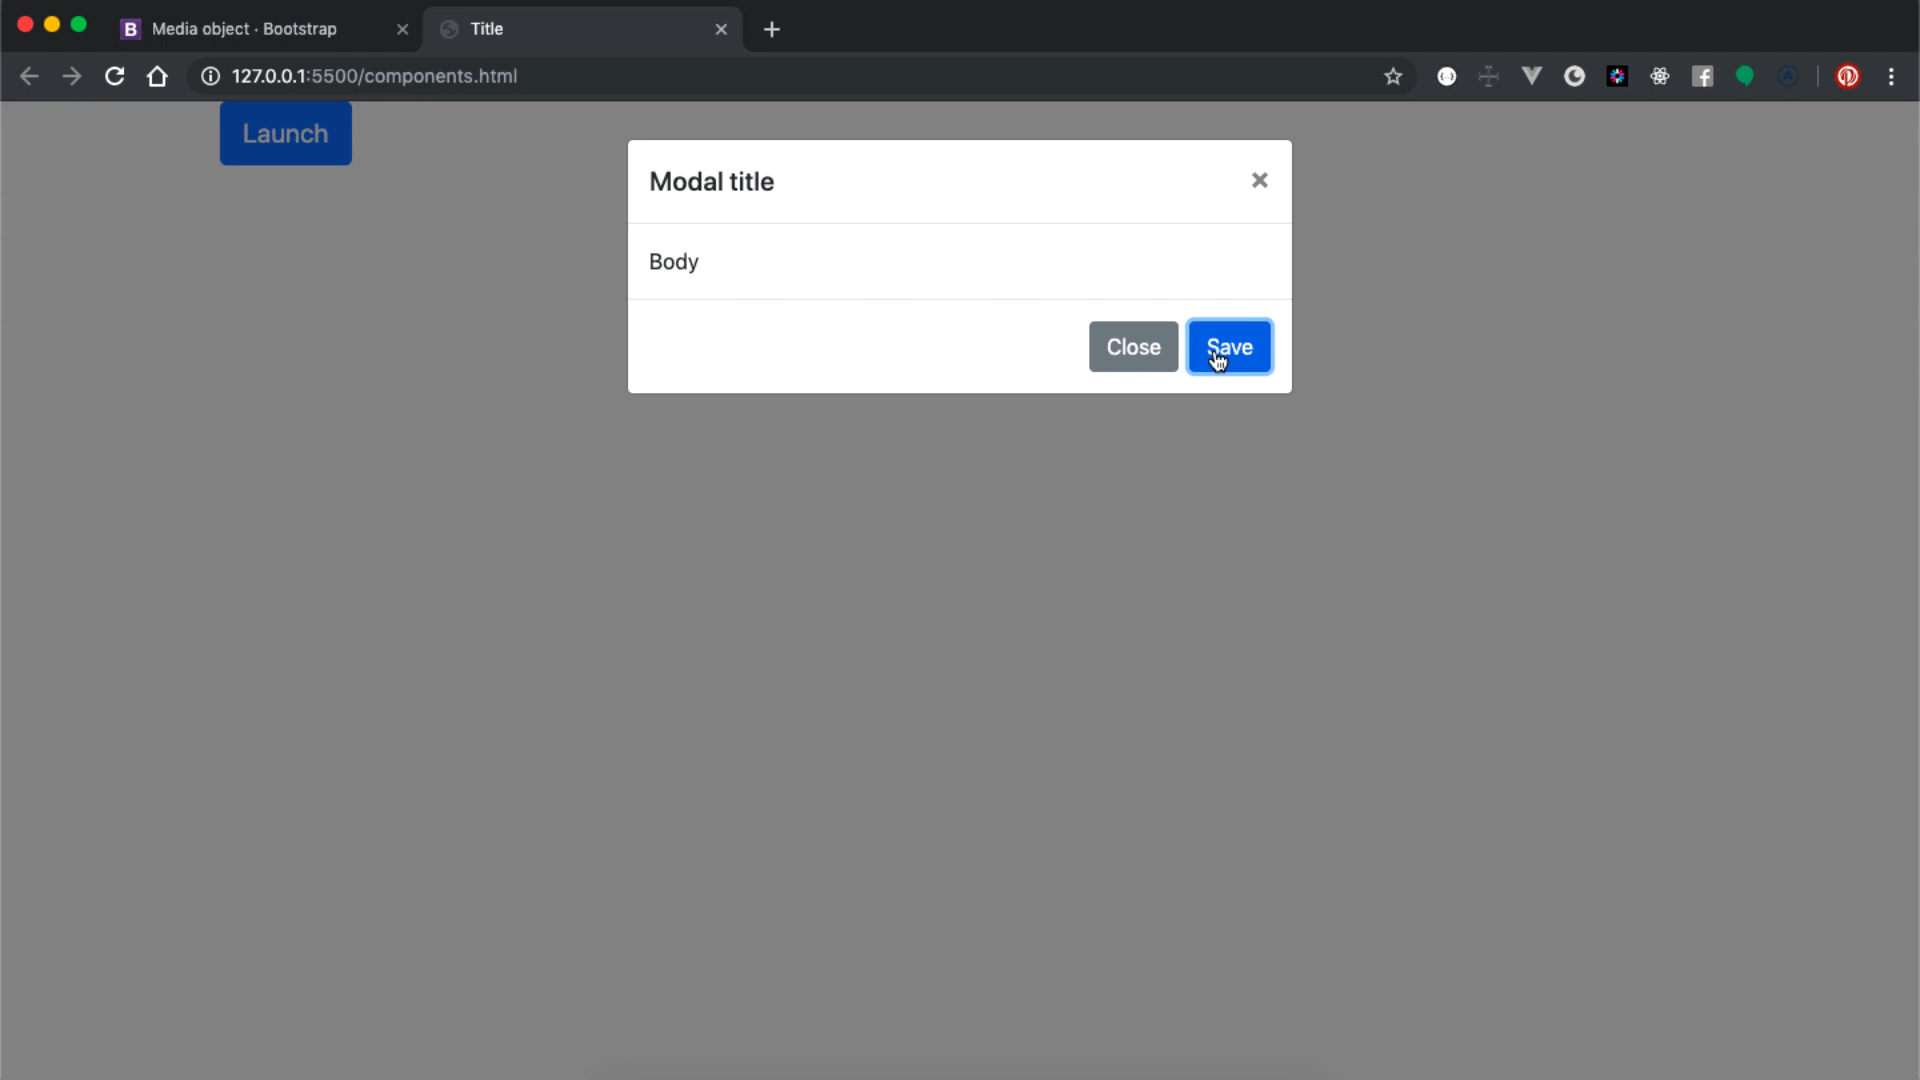 B Media object · Bootstrap
Title
127.0.0.1:5500/components.html
Launch
Modal title
Body
Close
Save